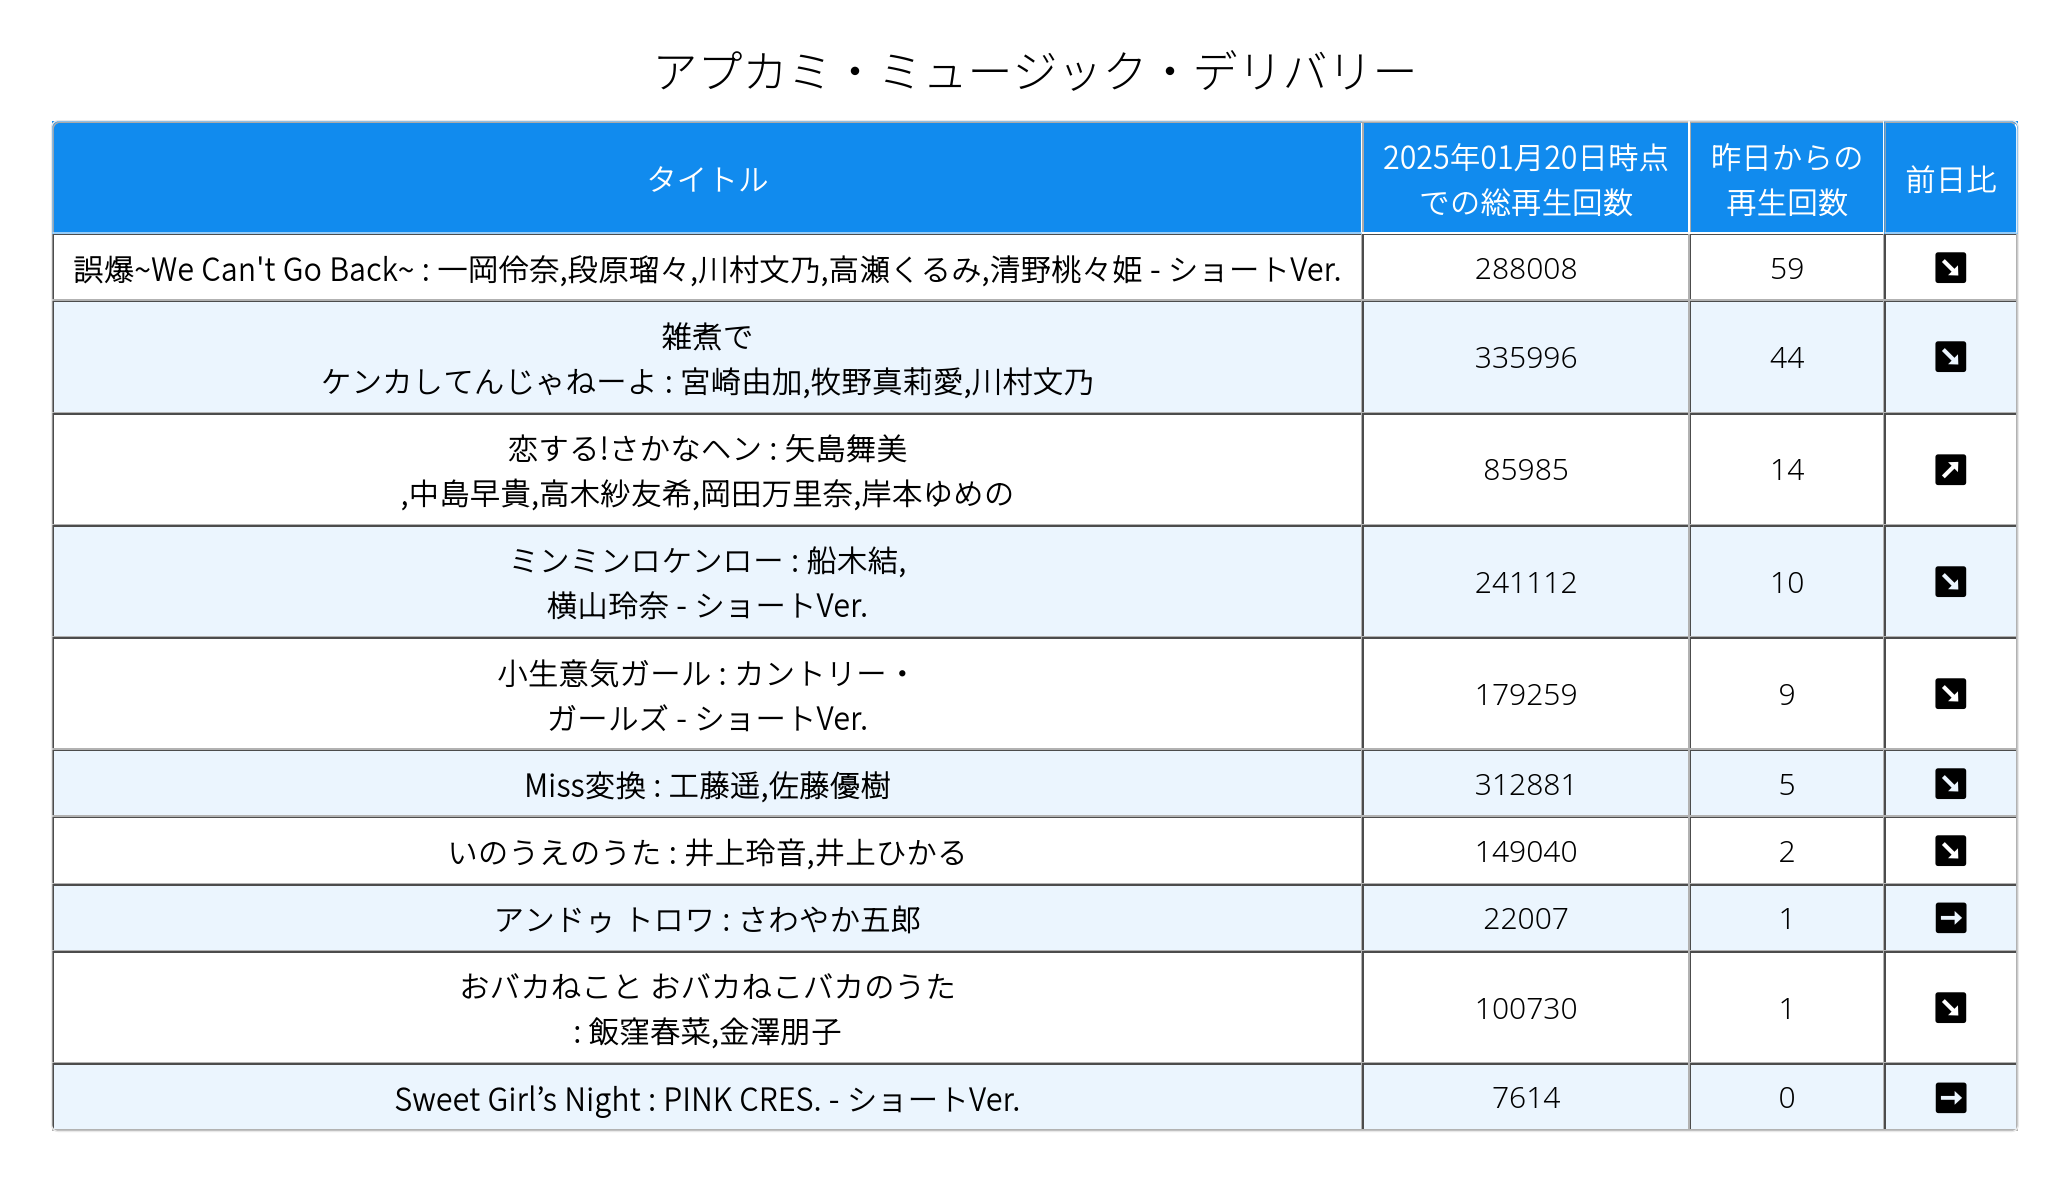 アプカミ・ミュージック・デリバリー
タイトル
2025年01月20日時点
での総再生回数
昨日からの
再生回数
前日比
誤爆~We Can't Go Back~ : 一岡伶奈,段原瑠々,川村文乃,高瀬くるみ,清野桃々姫 - ショートVer.
288008
59
雑煮で
ケンカしてんじゃねーよ : 宮崎由加,牧野真莉愛,川村文乃
335996
44
恋する!さかなヘン : 矢島舞美
,中島早貴,高木紗友希,岡田万里奈,岸本ゆめの
85985
14
ミンミンロケンロー : 船木結,
横山玲奈 - ショートVer.
241112
10
小生意気ガール : カントリー・
ガールズ - ショートVer.
179259
9
Miss変換 : 工藤遥,佐藤優樹
312881
5
いのうえのうた : 井上玲音,井上ひかる
149040
2
アンドゥ トロワ : さわやか五郎
22007
1
おバカねこと おバカねこバカのうた
: 飯窪春菜,金澤朋子
100730
1
Sweet Girl’s Night : PINK CRES. - ショートVer.
7614
0